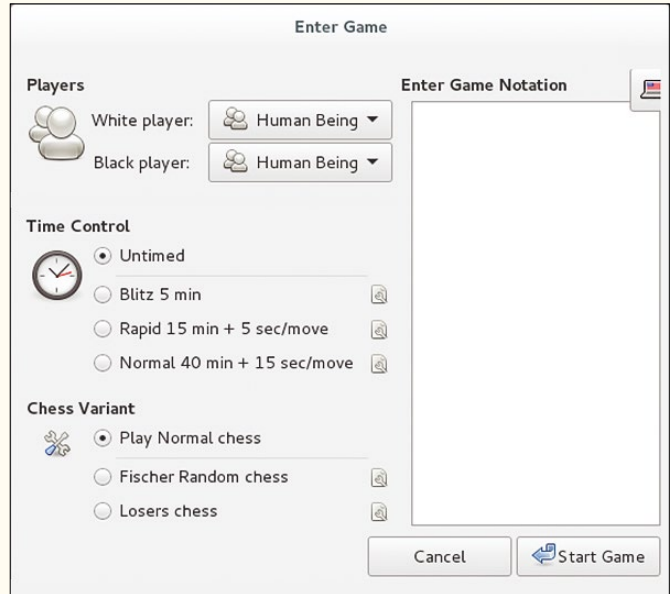 Enter Game
Players
White player: Human Being
Black player: Human Being
Time Control
Untimed
Blitz 5 min
Rapid 15 min + 5 sec/move
Normal 40 min + 15 sec/move
Chess Variant
Play Normal chess
Fischer Random chess
Losers chess
Enter Game Notation
Cancel Start Game